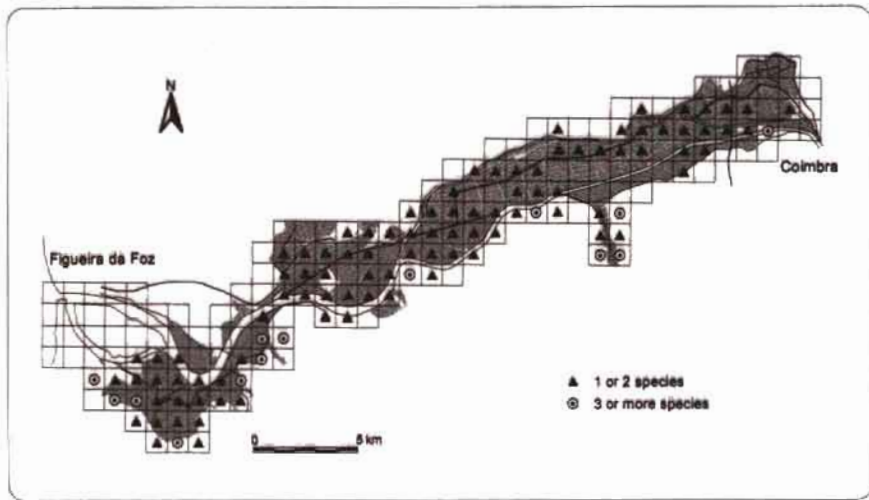 N
Coimbra
Figueira da Foz
1 or 2 species
3 or more species
0 5 km